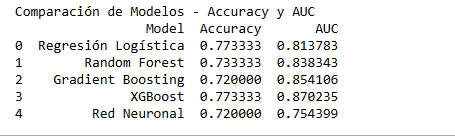 Comparación de Modelos - Accuracy y AUC
Model Accuracy AUC
0 Regresión Logística 0.773333 0.813783
1 Random Forest 0.733333 0.838343
2 Gradient Boosting 0.720000 0.854106
3 XGBoost 0.773333 0.870235
4 Red Neuronal 0.720000 0.754399